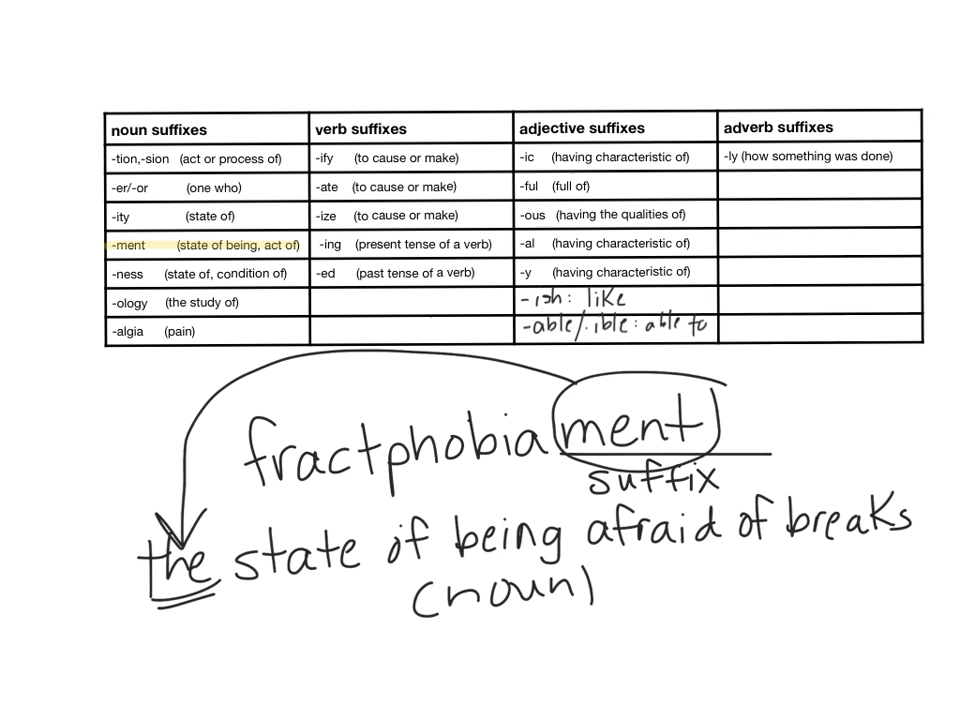 noun suffixes verb suffixes adjective suffixes adverb suffixes
-tion,-sion (act or process of) -ify (to cause or make) -ic (having characteristic of) -ly (how something was done)
-er/-or (one who) -ate (to cause or make) -ful (full of)
-ity (state of) -ize (to cause or make) -ous (having the qualities of)
-ment (state of being, act of) -ing (present tense of a verb) -al (having characteristic of)
-ness (state of, condition of) -ed (past tense of a verb) -y (having characteristic of)
-ology (the study of) -ish: like
-algia (pain) -able/.ible: able to
fractphobiament
suffix
the state of being afraid of breaks
(noun)